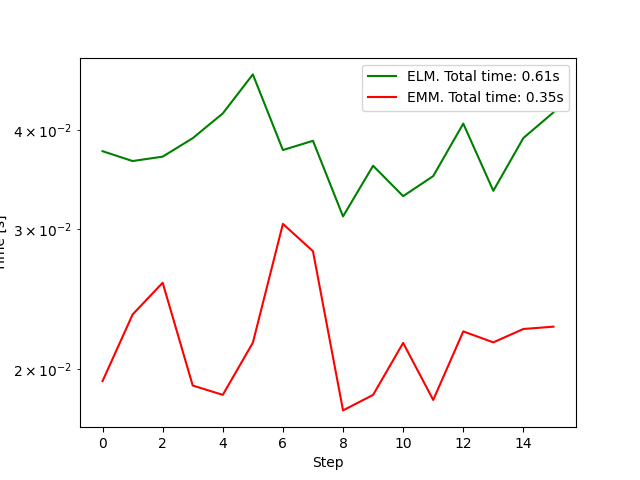 ELM. Total time: 0.61s
EMM. Total time: 0.35s
4 × 10⁻²
3 × 10⁻²
2 × 10⁻²
Time [s]
0 2 4 6 8 10 12 14
Step